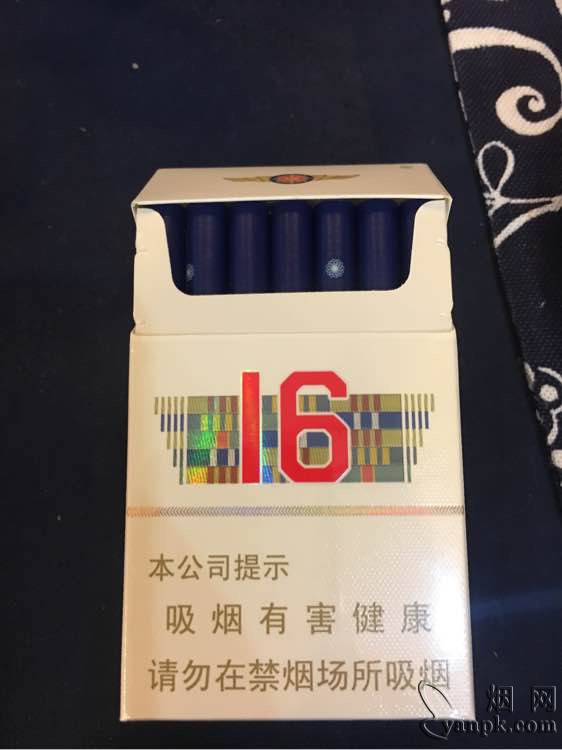 16
本公司提示
吸烟有害健康
请勿在禁烟场所吸烟
烟网
yanpk.com